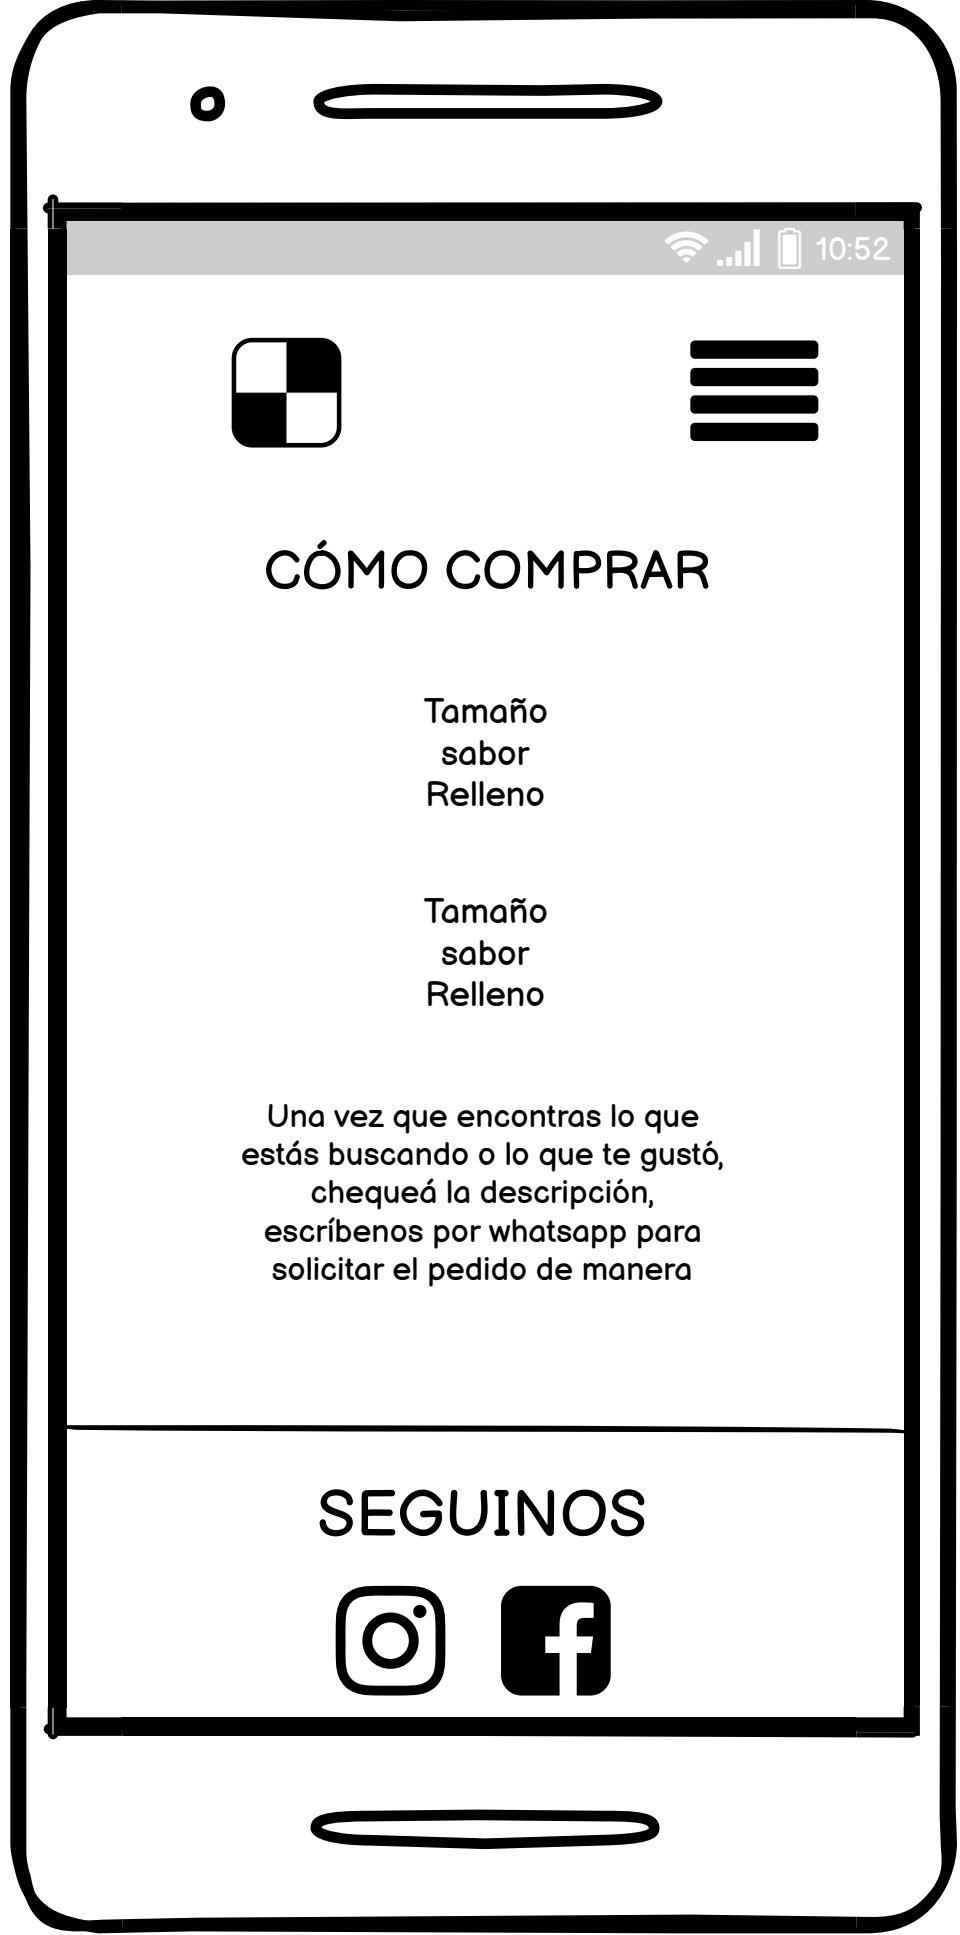 10:52
CÓMO COMPRAR
Tamaño
sabor
Relleno
Tamaño
sabor
Relleno
Una vez que encontras lo que
estás buscando o lo que te gustó,
chequeá la descripción,
escríbenos por whatsapp para
solicitar el pedido de manera
SEGUINOS